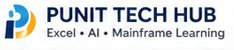 PUNIT TECH HUB
Excel • AI • Mainframe Learning